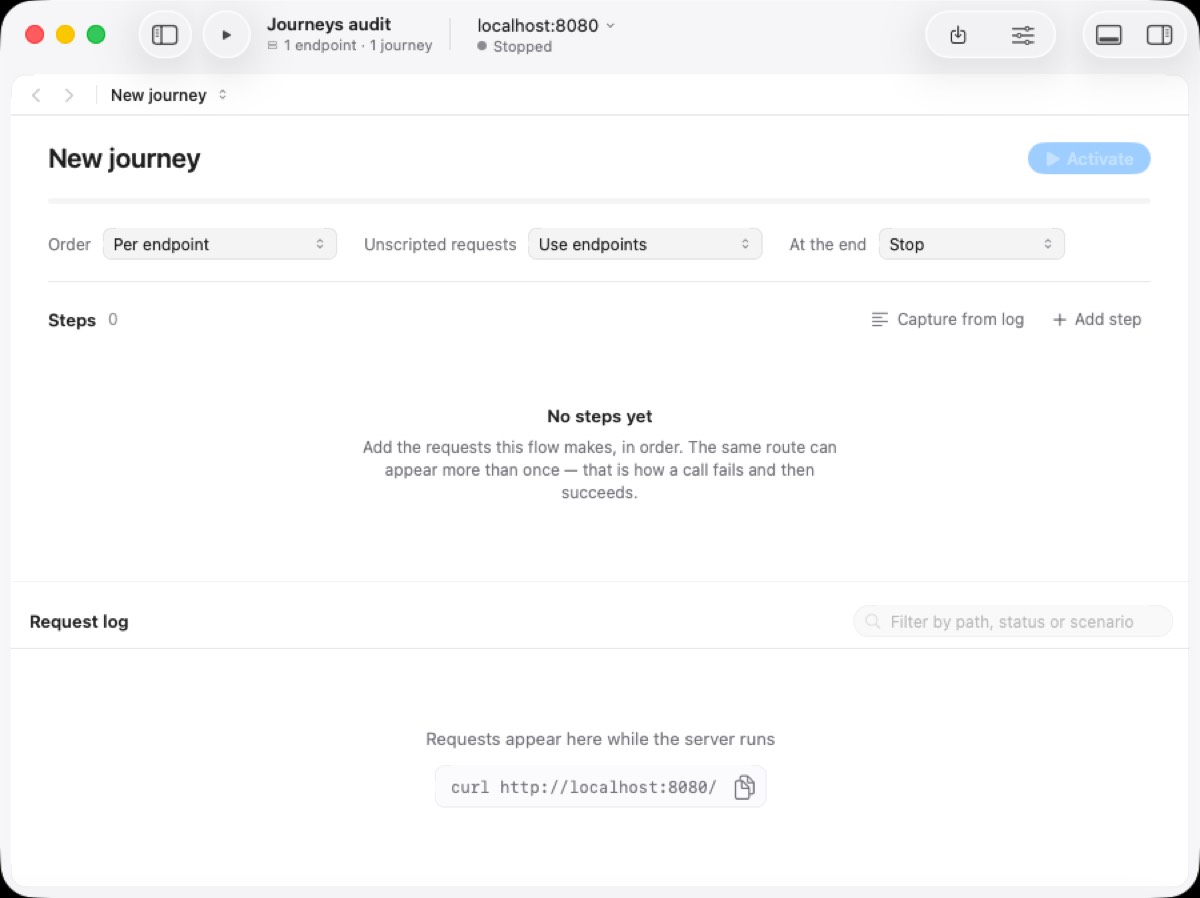 Journeys audit
1 endpoint · 1 journey
localhost:8080
Stopped
New journey
New journey
Activate
Order
Per endpoint
Unscripted requests
Use endpoints
At the end
Stop
Steps 0
Capture from log
Add step
No steps yet
Add the requests this flow makes, in order. The same route can
appear more than once — that is how a call fails and then
succeeds.
Request log
Filter by path, status or scenario
Requests appear here while the server runs
curl http://localhost:8080/